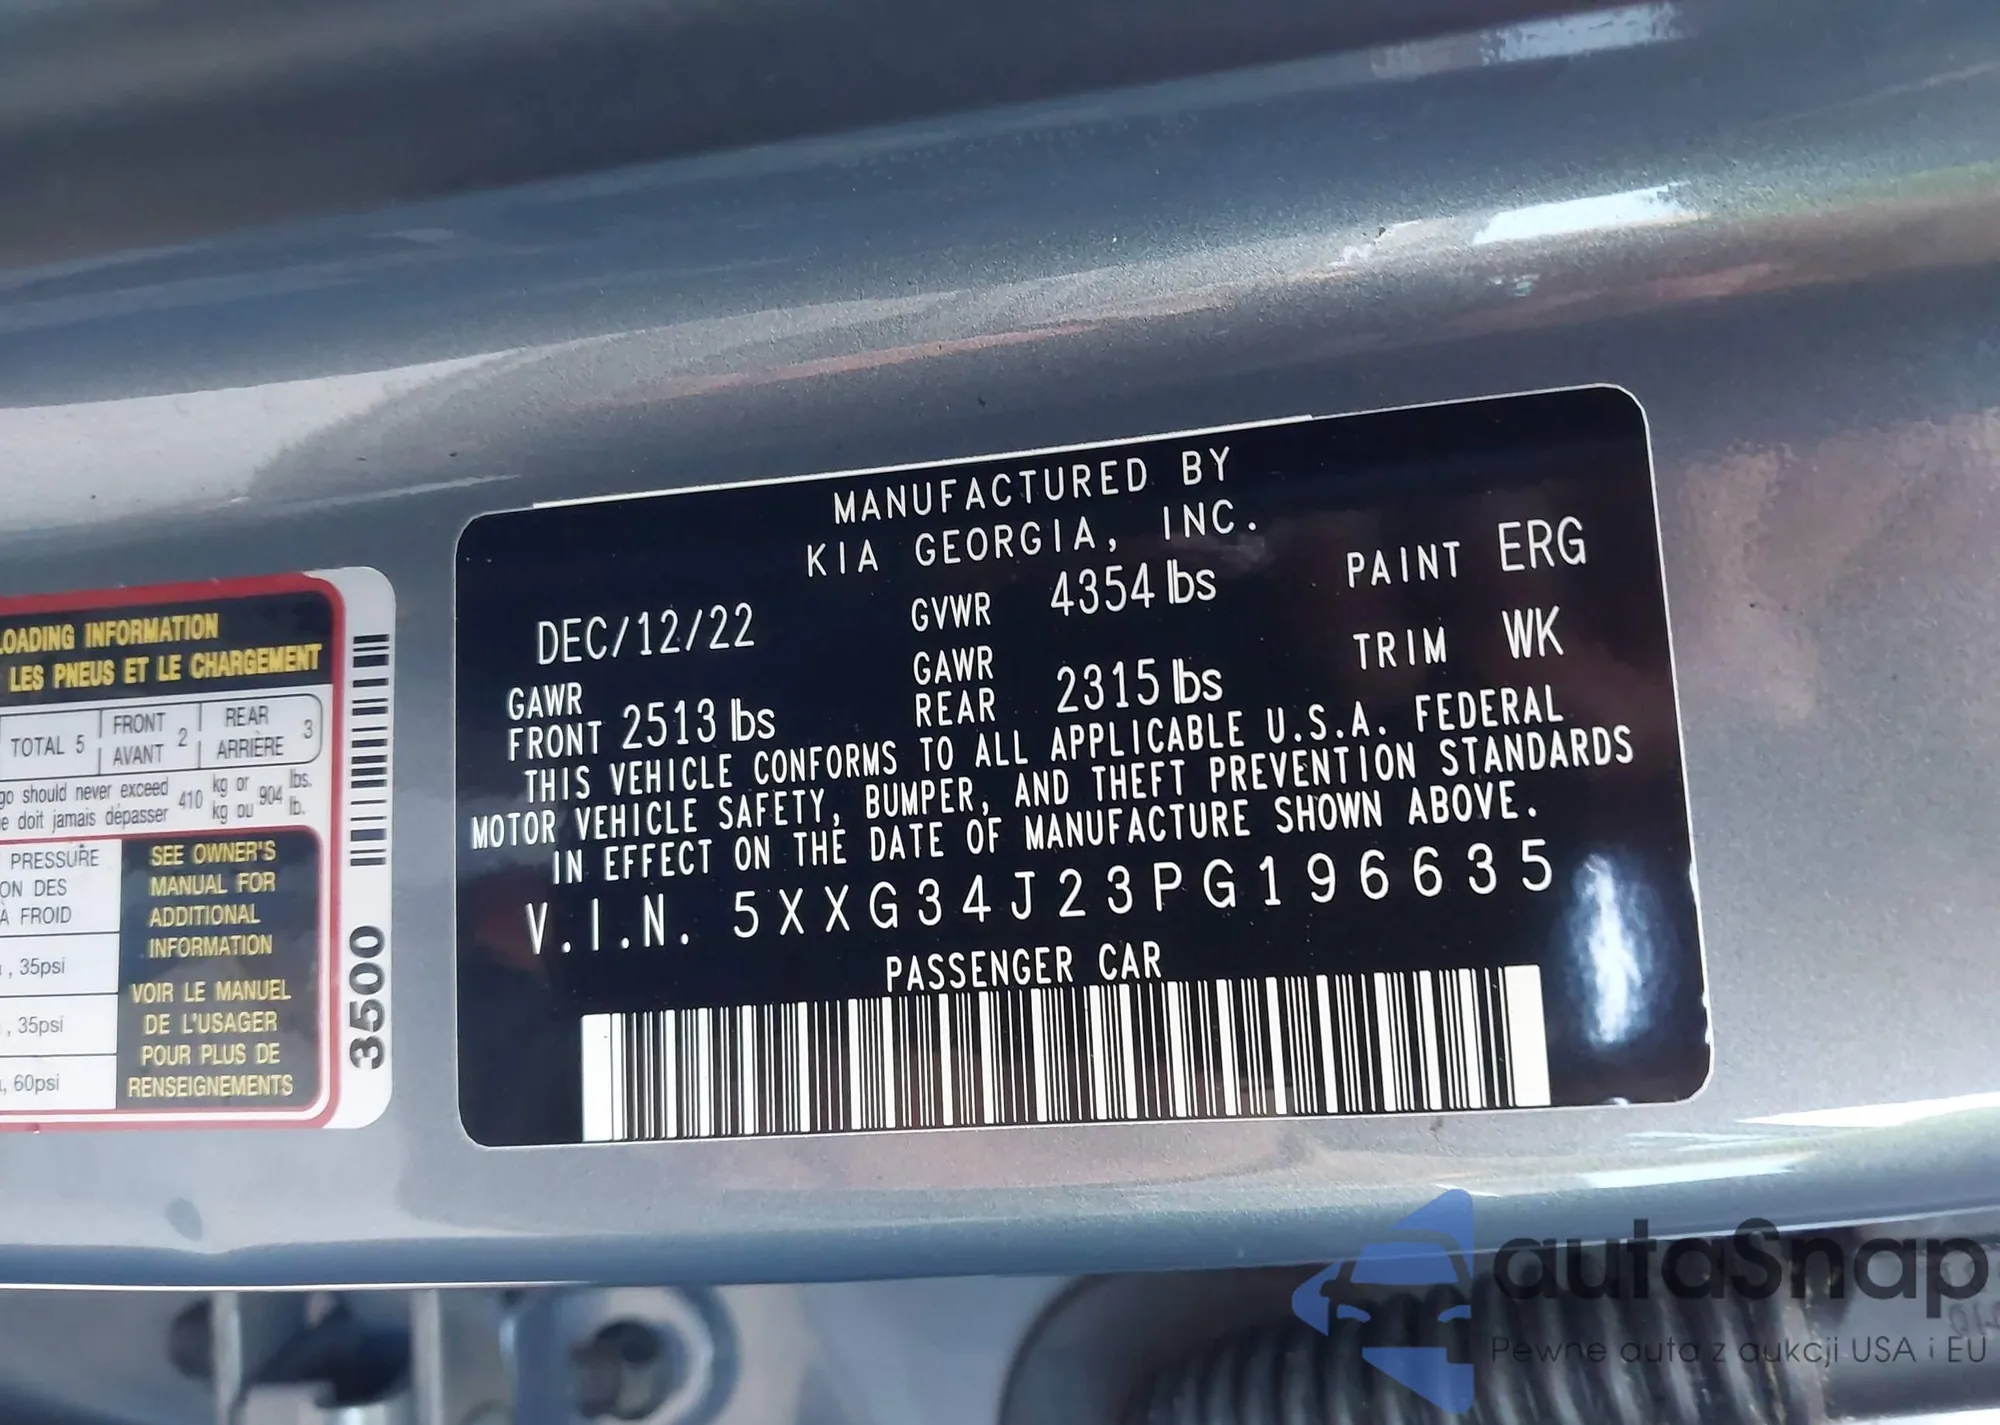 LOADING INFORMATION
LES PNEUS ET LE CHARGEMENT
TOTAL 5
FRONT
AVANT
2
REAR
ARRIÈRE
3
should never exceed
doit jamais dépasser
410
kg or
kg ou
904
lbs.
lb.
PRESSURE
DES
À FROID
, 35psi
, 35psi
, 60psi
SEE OWNER'S
MANUAL FOR
ADDITIONAL
INFORMATION
VOIR LE MANUEL
DE L'USAGER
POUR PLUS DE
RENSEIGNEMENTS
3500
MANUFACTURED BY
KIA GEORGIA, INC.
DEC/12/22
GVWR 4354 lbs
PAINT ERG
GAWR
FRONT 2513 lbs
GAWR
REAR 2315 lbs
TRIM WK
THIS VEHICLE CONFORMS TO ALL APPLICABLE U.S.A. FEDERAL
MOTOR VEHICLE SAFETY, BUMPER, AND THEFT PREVENTION STANDARDS
IN EFFECT ON THE DATE OF MANUFACTURE SHOWN ABOVE.
V.I.N. 5XXG34J23PG196635
PASSENGER CAR
autaSnap
Pewne auta z aukcji USA i EU